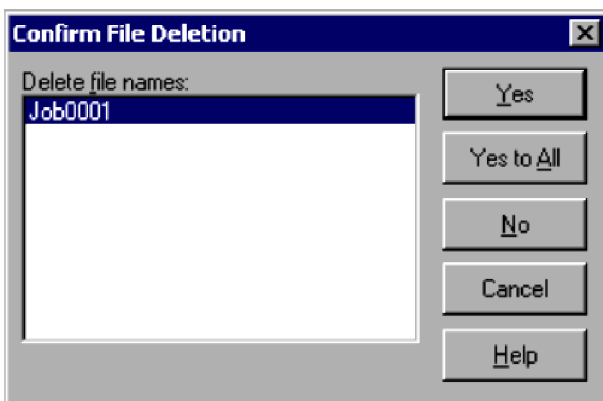 Confirm File Deletion
Delete file names:
Job0001
Yes
Yes to All
No
Cancel
Help